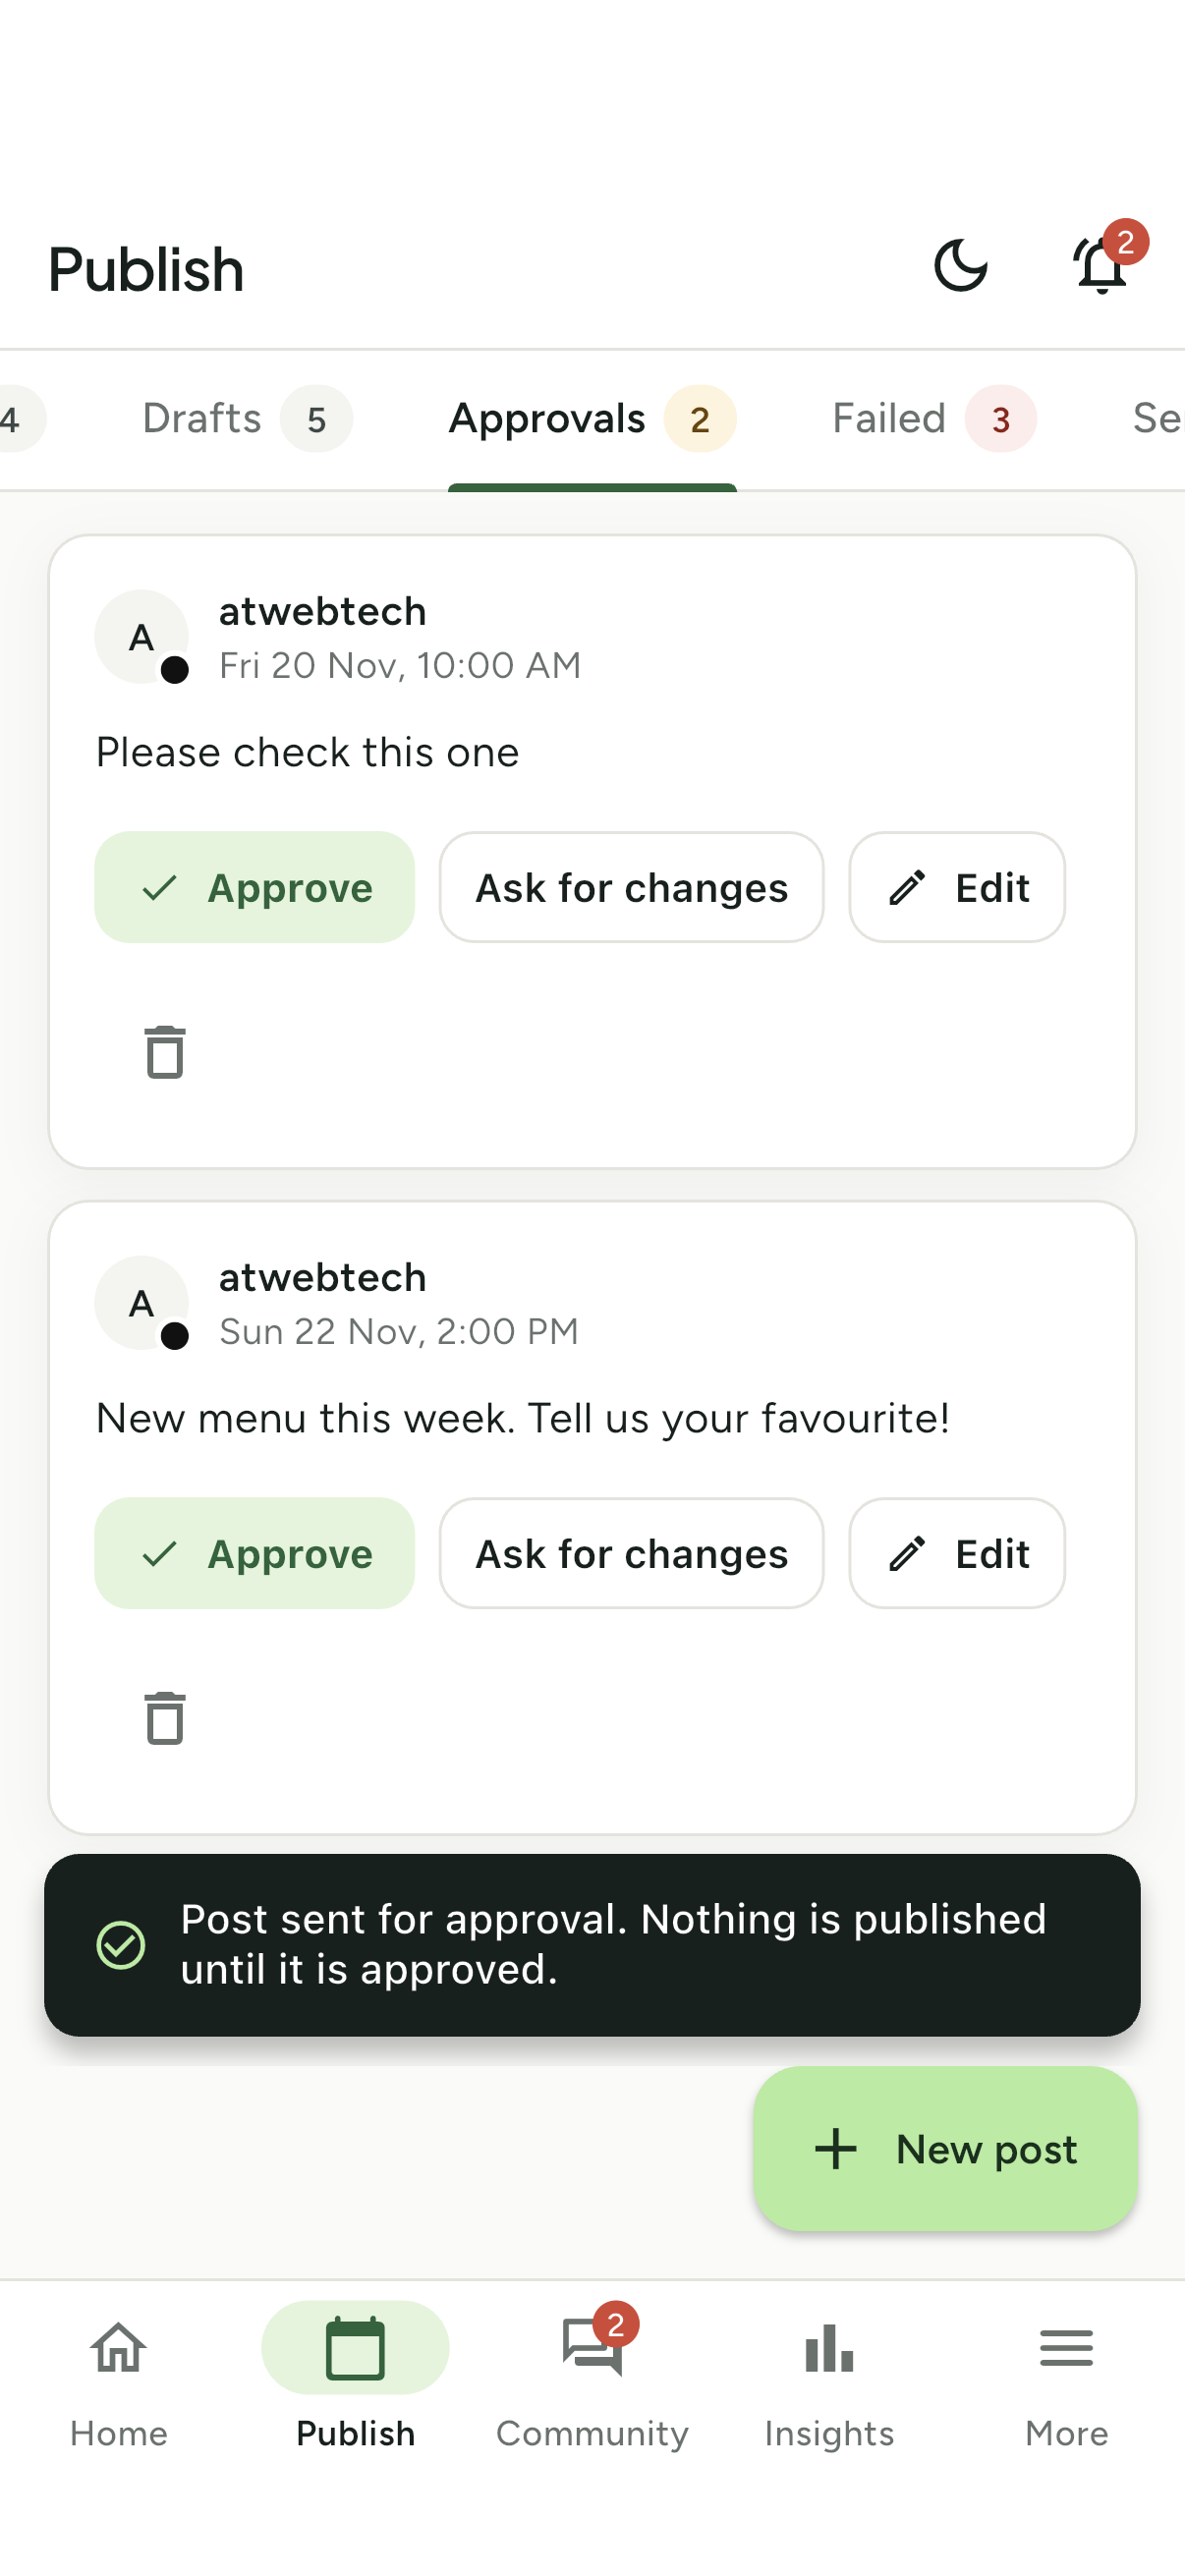 Publish
2
4
Drafts 5
Approvals 2
Failed 3
Se
A
atwebtech
Fri 20 Nov, 10:00 AM
Please check this one
Approve
Ask for changes
Edit
A
atwebtech
Sun 22 Nov, 2:00 PM
New menu this week. Tell us your favourite!
Approve
Ask for changes
Edit
Post sent for approval. Nothing is published
until it is approved.
New post
2
Home
Publish
Community
Insights
More